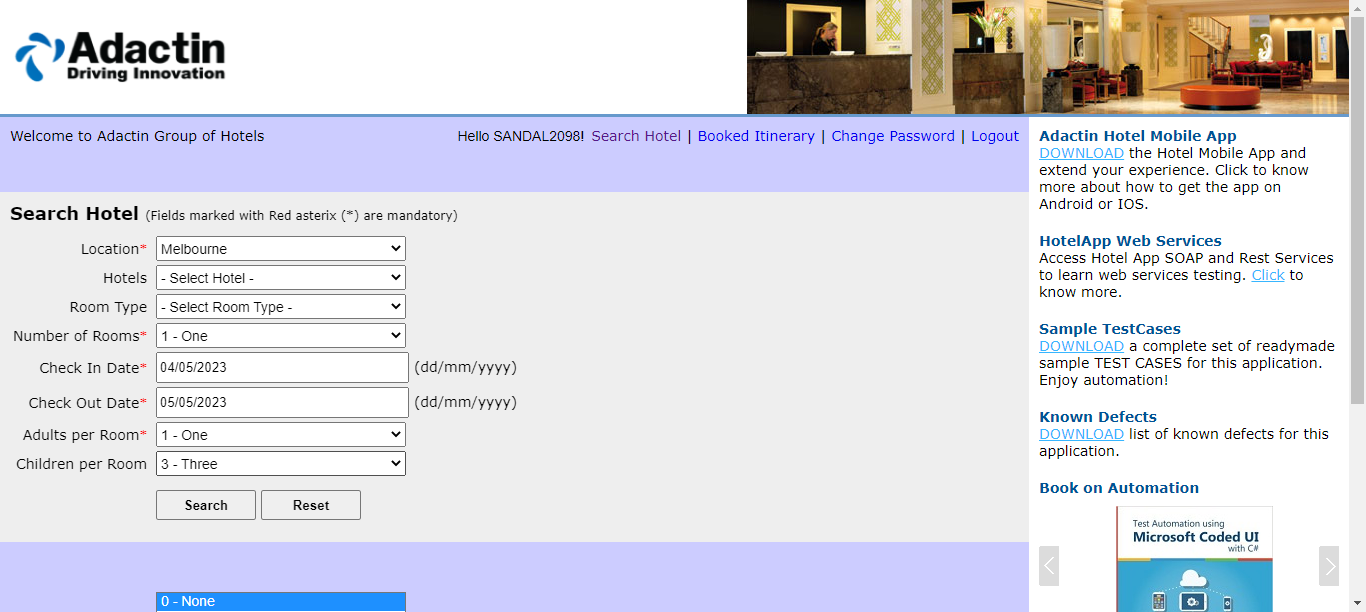 Adactin
Driving Innovation
Welcome to Adactin Group of Hotels
Hello SANDAL2098! Search Hotel | Booked Itinerary | Change Password | Logout
Search Hotel (Fields marked with Red asterix (*) are mandatory)
Location* Melbourne
Hotels - Select Hotel -
Room Type - Select Room Type -
Number of Rooms* 1 - One
Check In Date* 04/05/2023 (dd/mm/yyyy)
Check Out Date* 05/05/2023 (dd/mm/yyyy)
Adults per Room* 1 - One
Children per Room 3 - Three
Search Reset
0 - None
Adactin Hotel Mobile App
DOWNLOAD the Hotel Mobile App and
extend your experience. Click to know
more about how to get the app on
Android or IOS.
HotelApp Web Services
Access Hotel App SOAP and Rest Services
to learn web services testing. Click to
know more.
Sample TestCases
DOWNLOAD a complete set of readymade
sample TEST CASES for this application.
Enjoy automation!
Known Defects
DOWNLOAD list of known defects for this
application.
Book on Automation
Test Automation using
Microsoft Coded UI
with C#